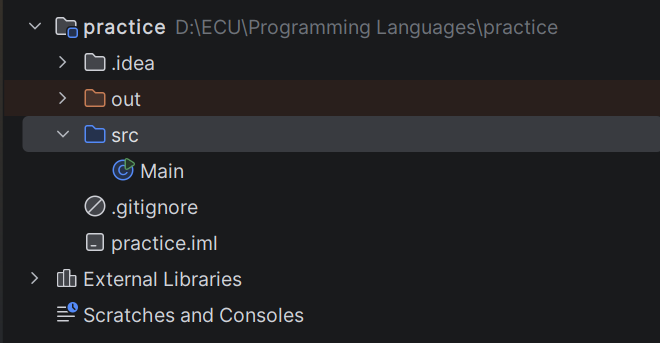 practice D:\ECU\Programming Languages\practice
.idea
out
src
Main
.gitignore
practice.iml
External Libraries
Scratches and Consoles